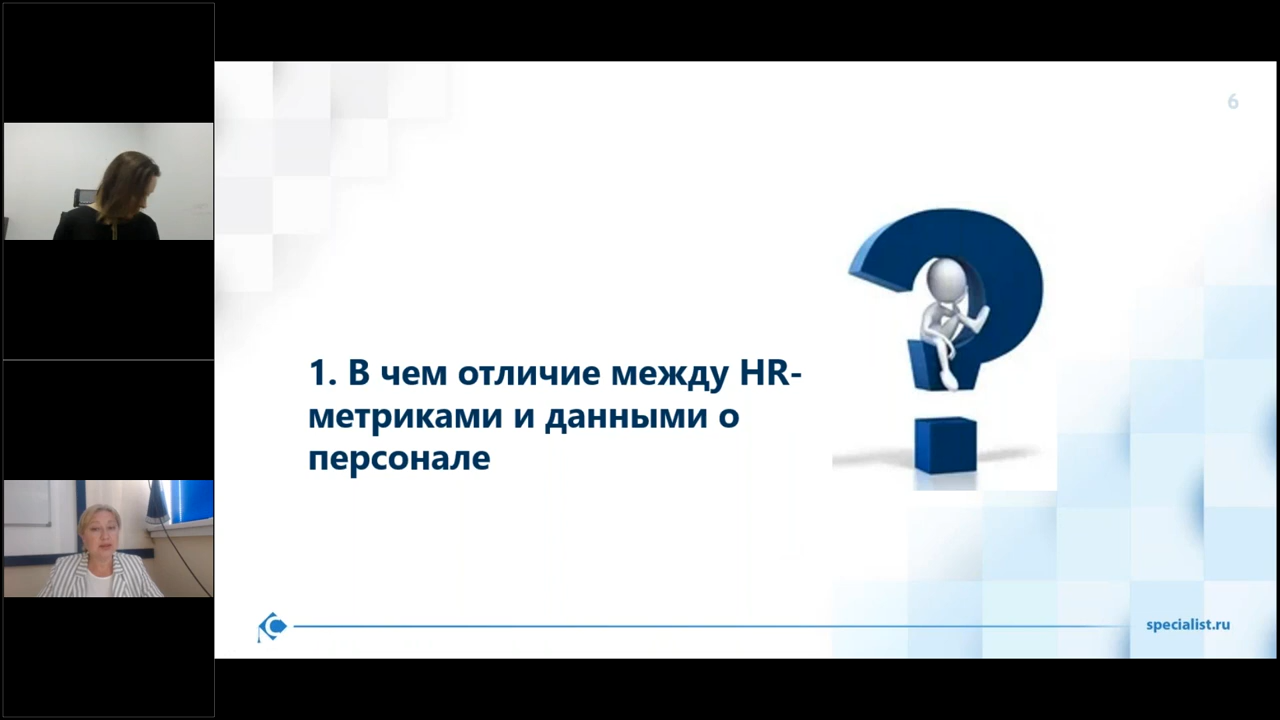 6
1. В чем отличие между HR-
метриками и данными о
персонале
specialist.ru